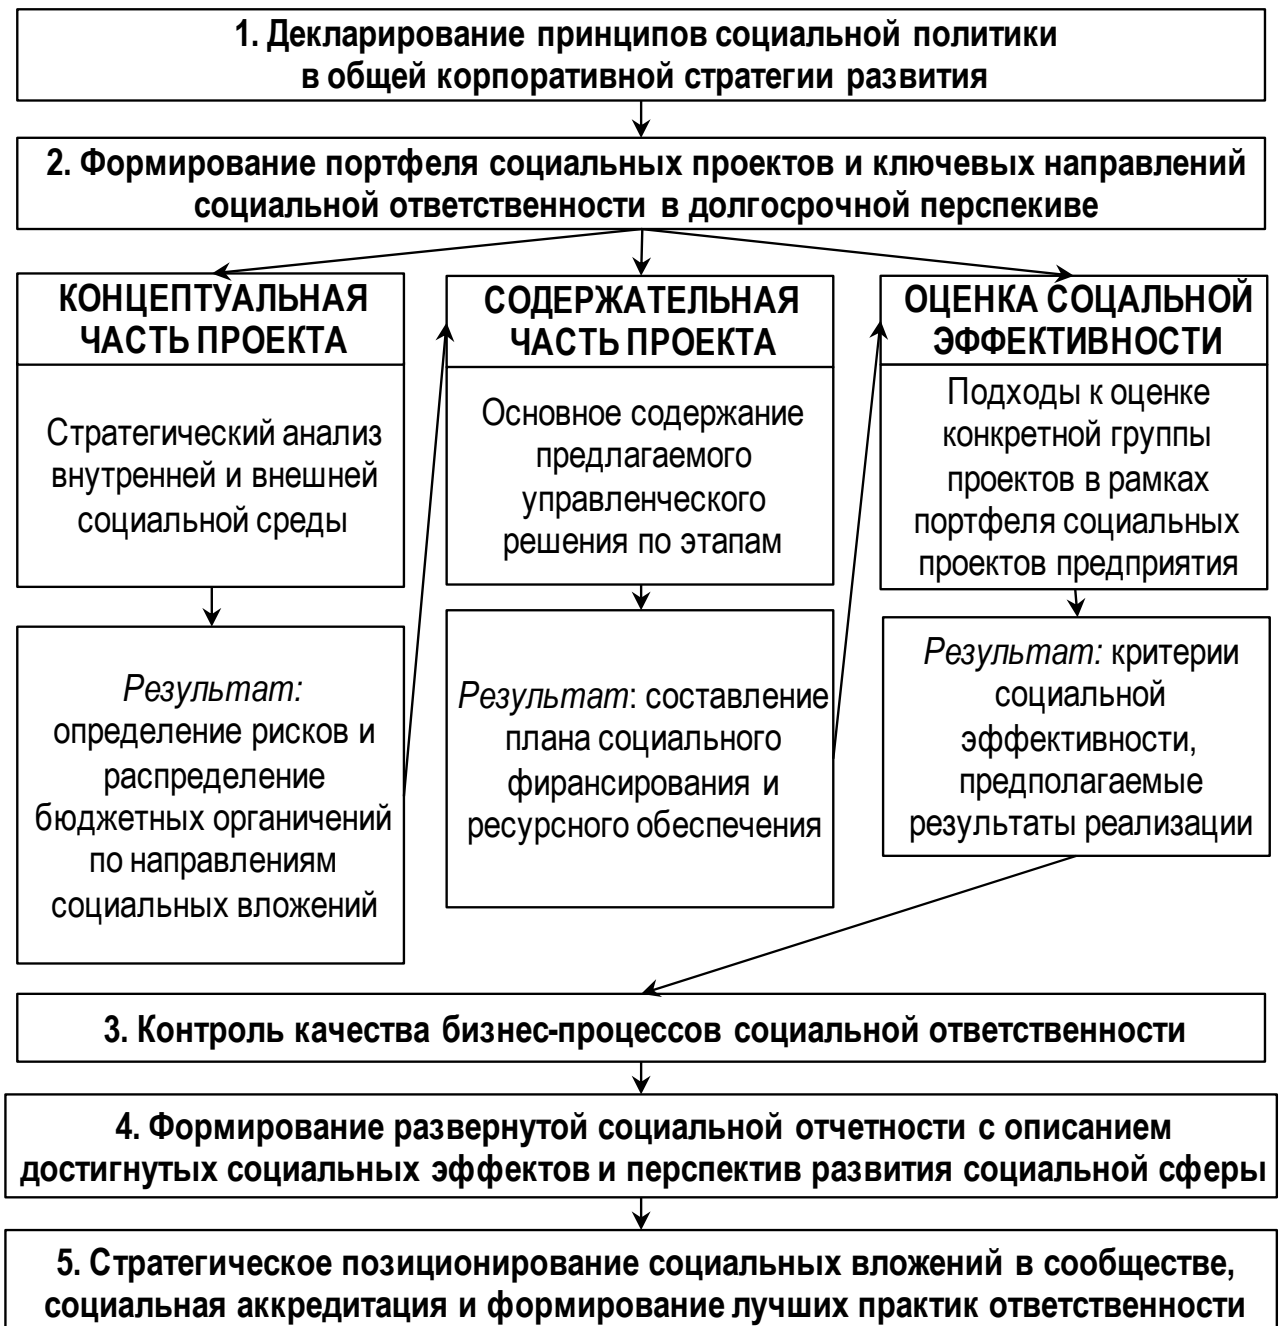 1. Декларирование принципов социальной политики
в общей корпоративной стратегии развития
2. Формирование портфеля социальных проектов и ключевых направлений
социальной ответственности в долгосрочной перспекиве
КОНЦЕПТУАЛЬНАЯ
ЧАСТЬ ПРОЕКТА
Стратегический анализ
внутренней и внешней
социальной среды
Результат:
определение рисков и
распределение
бюджетных органичений
по направлениям
социальных вложений
СОДЕРЖАТЕЛЬНАЯ
ЧАСТЬ ПРОЕКТА
Основное содержание
предлагаемого
управленческого
решения по этапам
Результат: составление
плана социального
фирансирования и
ресурсного обеспечения
ОЦЕНКА СОЦАЛЬНОЙ
ЭФФЕКТИВНОСТИ
Подходы к оценке
конкретной группы
проектов в рамках
портфеля социальных
проектов предприятия
Результат: критерии
социальной
эффективности,
предполагаемые
результаты реализации
3. Контроль качества бизнес-процессов социальной ответственности
4. Формирование развернутой социальной отчетности с описанием
достигнутых социальных эффектов и перспектив развития социальной сферы
5. Стратегическое позиционирование социальных вложений в сообществе,
социальная аккредитация и формирование лучших практик ответственности